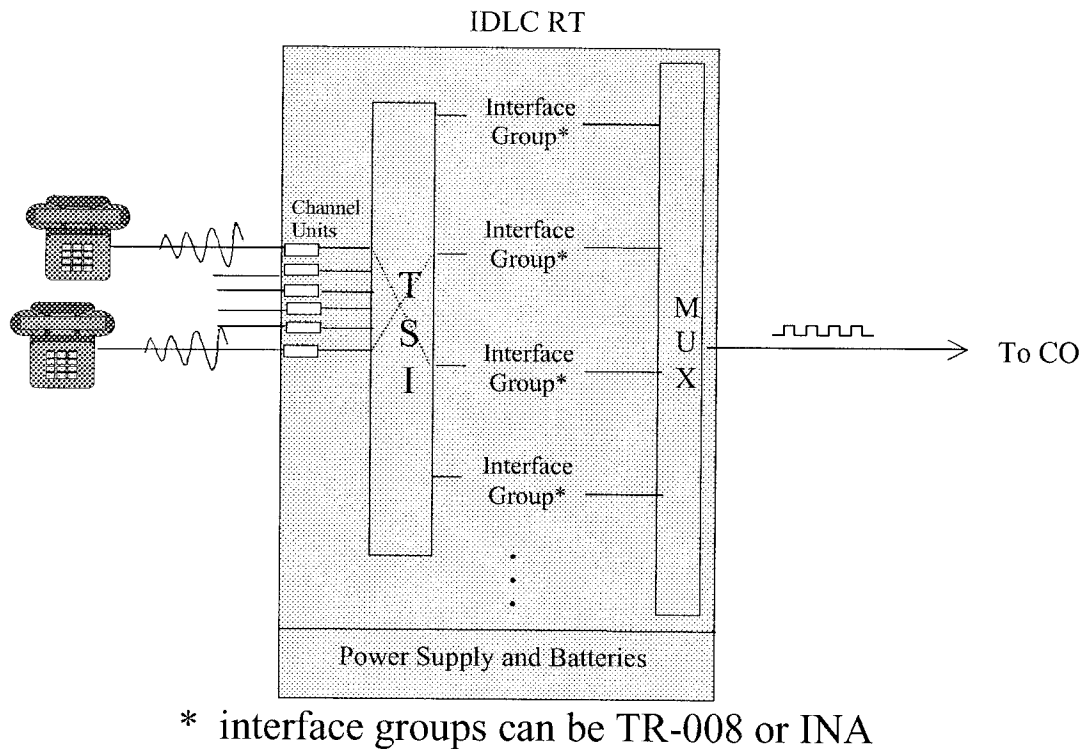 IDLC RT
Interface
Group*
Channel
Units
Interface
Group*
T
S
I
Interface
Group*
M
U
X
To CO
Interface
Group*
Power Supply and Batteries
* interface groups can be TR-008 or INA